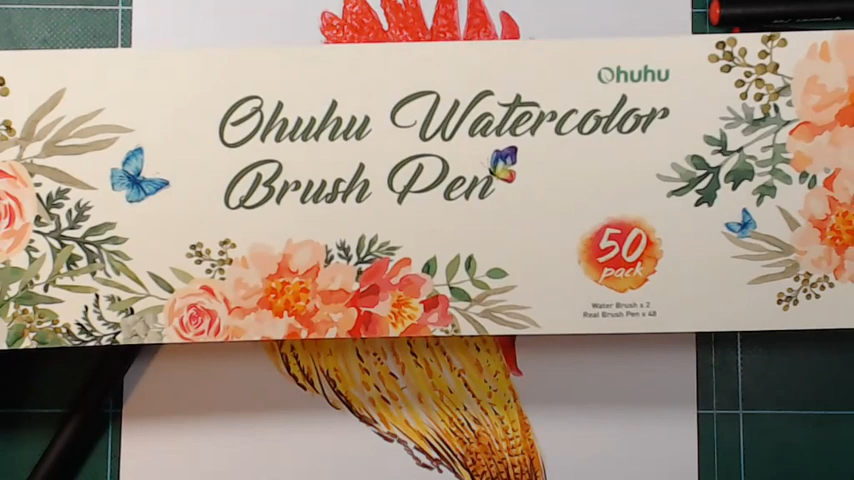 Ohuhu
Ohuhu Watercolor
Brush Pen
50
pack
Water Brush x 2
Real Brush Pen x 48